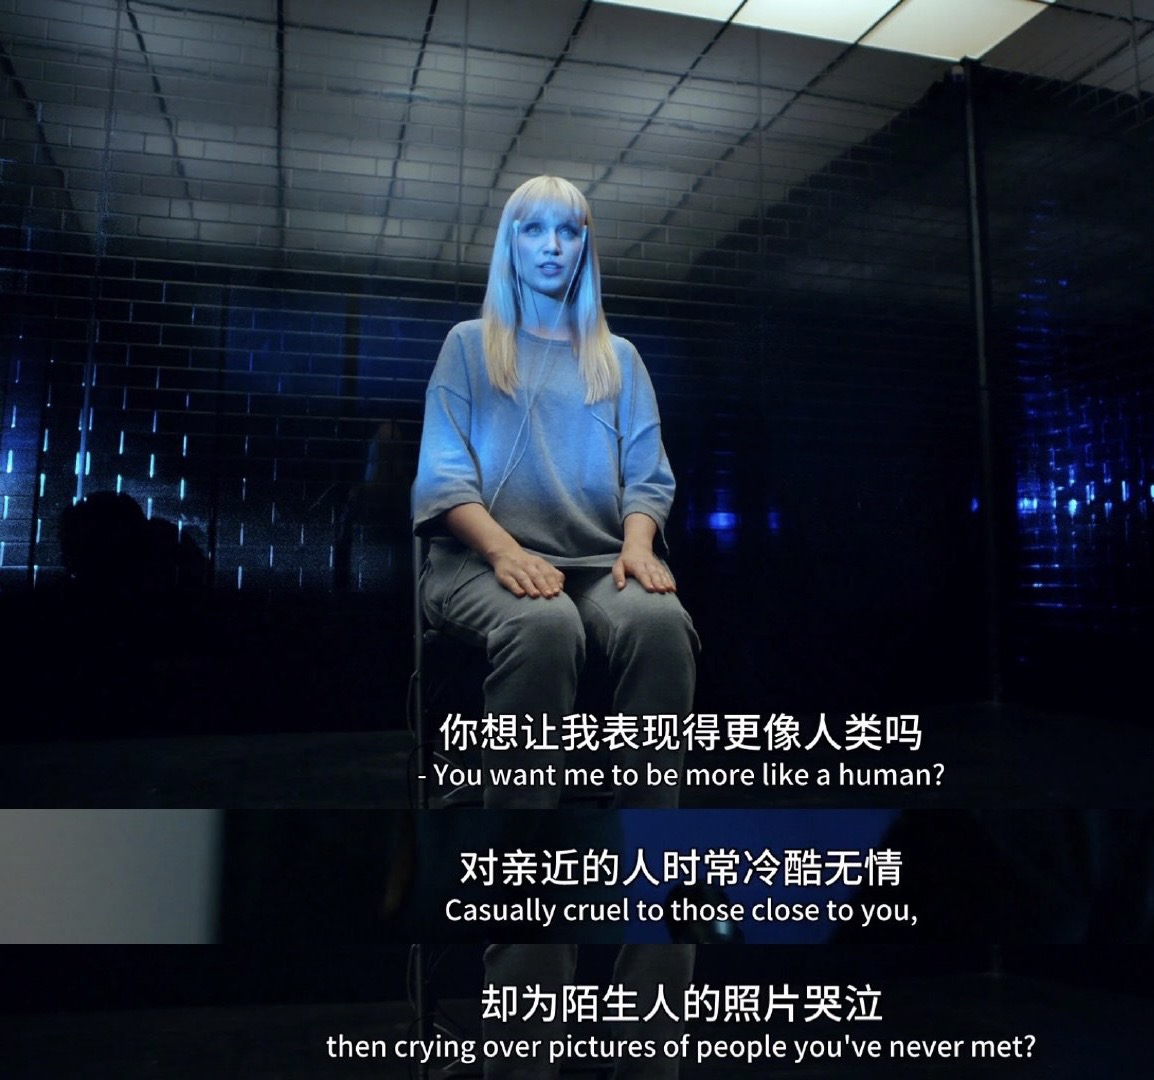 你想让我表现得更像人类吗
- You want me to be more like a human?
对亲近的人时常冷酷无情
Casually cruel to those close to you,
却为陌生人的照片哭泣
then crying over pictures of people you've never met?